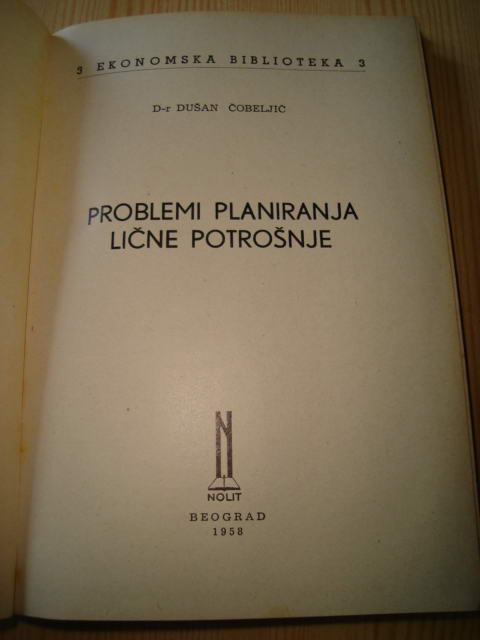 3 EKONOMSKA BIBLIOTEKA 3
D-r DUŠAN ČOBELJIĆ
PROBLEMI PLANIRANJA
LIČNE POTROŠNJE
NOLIT
BEOGRAD
1958